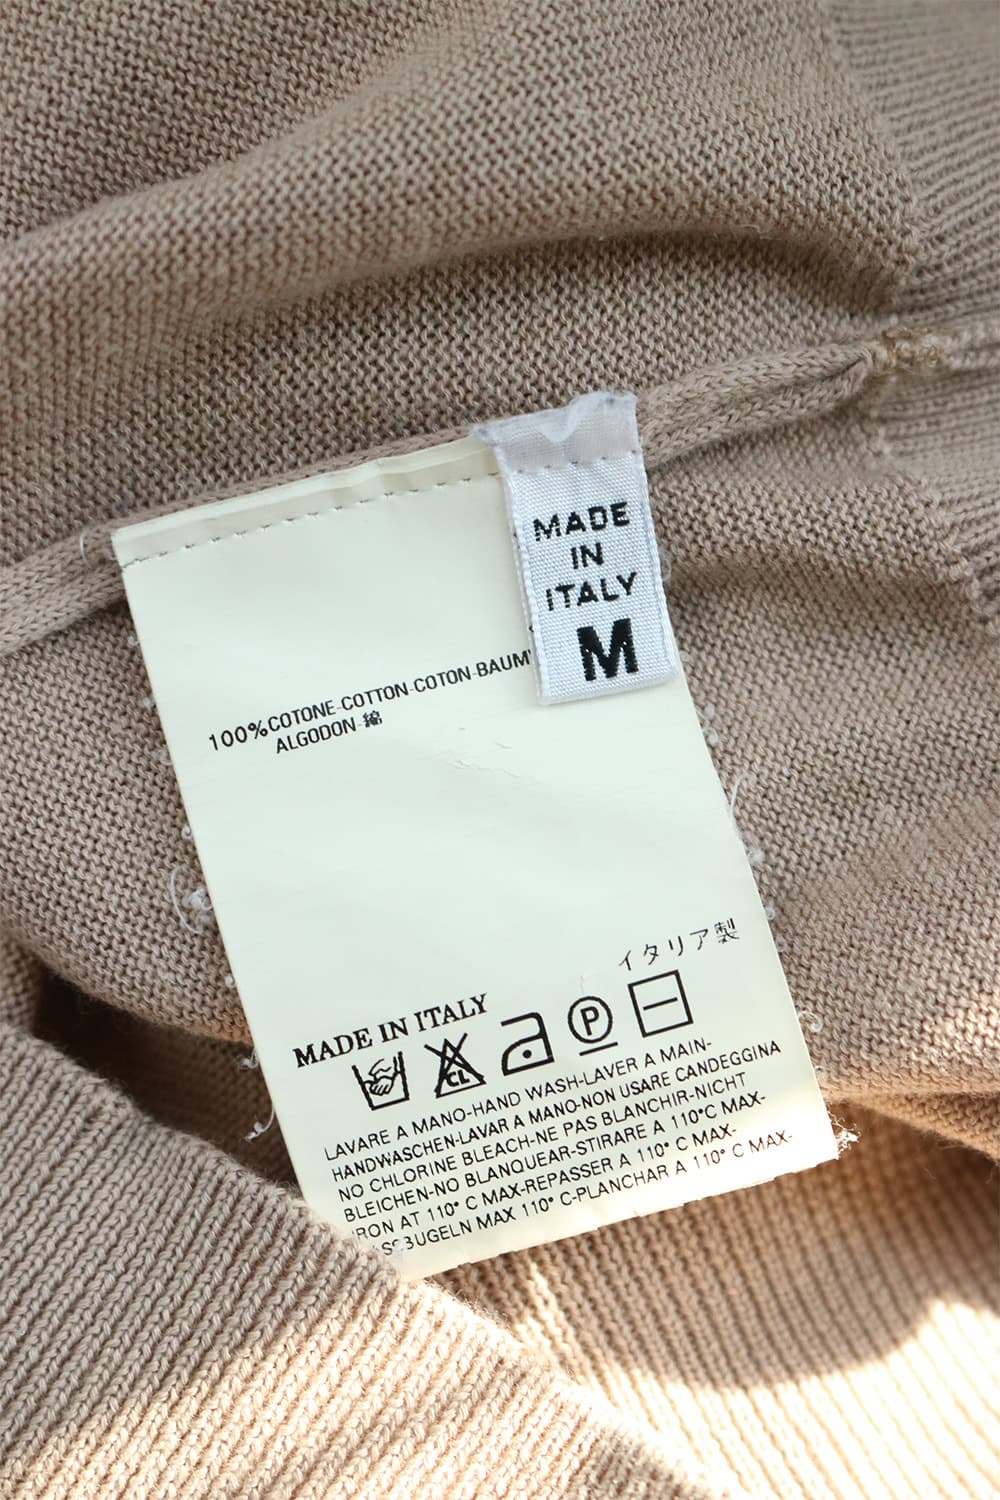 MADE
IN
ITALY
M
100%COTONE-COTTON-COTON-BAUM
ALGODON-綿
イタリア製
MADE IN ITALY
CL
P
LAVARE A MANO-HAND WASH-LAVER A MAIN-
HANDWASCHEN-LAVAR A MANO-NON USARE CANDEGGINA
NO CHLORINE BLEACH-NE PAS BLANCHIR-NICHT
BLEICHEN-NO BLANQUEAR-STIRARE A 110°C MAX-
IRON AT 110° C MAX-REPASSER A 110° C MAX-
MAX 110° C-PLANCHAR A 110° C MAX-